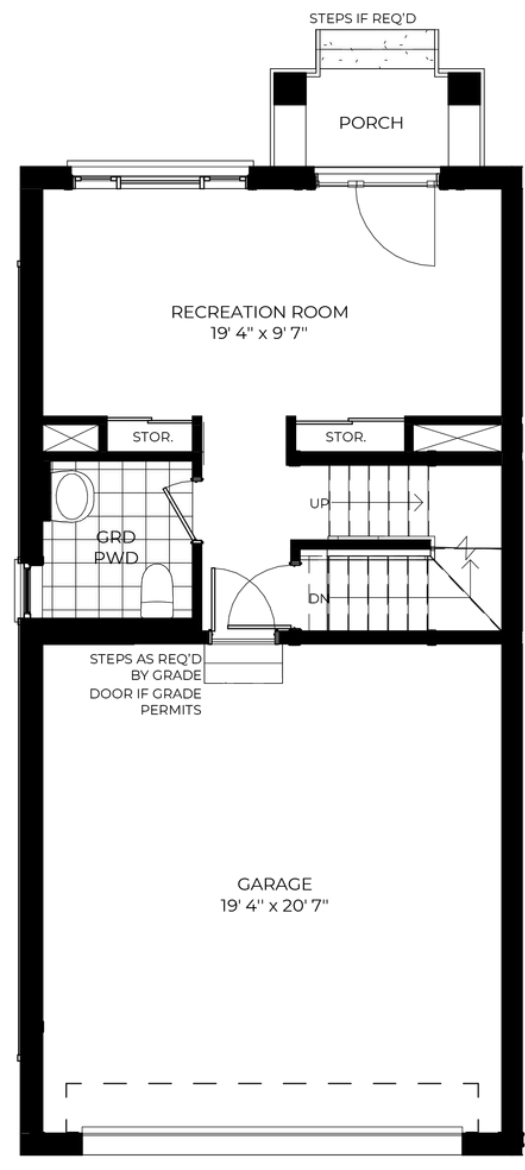 STEPS IF REQ'D
PORCH
RECREATION ROOM
19' 4" x 9' 7"
STOR.
STOR.
UP
GRD
PWD
DN
STEPS AS REQ'D
BY GRADE
DOOR IF GRADE
PERMITS
GARAGE
19' 4" x 20' 7"